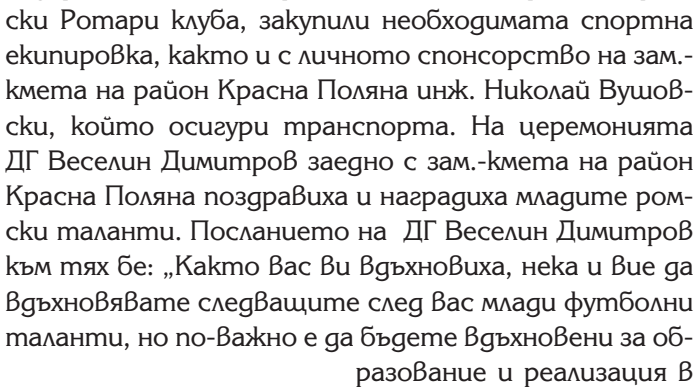 ски Ротари клуба, закупили необходимата спортна
екипировка, както и с личното спонсорство на зам.-
кмета на район Красна Поляна инж. Николай Вушов-
ски, който осигури транспорта. На церемонията
ДГ Веселин Димитров заедно с зам.-кмета на район
Красна Поляна поздравиха и наградиха младите ром-
ски таланти. Посланието на ДГ Веселин Димитров
към тях бе: „Както вас ви вдъхновиха, нека и вие да
вдъхновявате следващите след вас млади футболни
таланти, но по-важно е да бъдете вдъхновени за об-
разование и реализация в